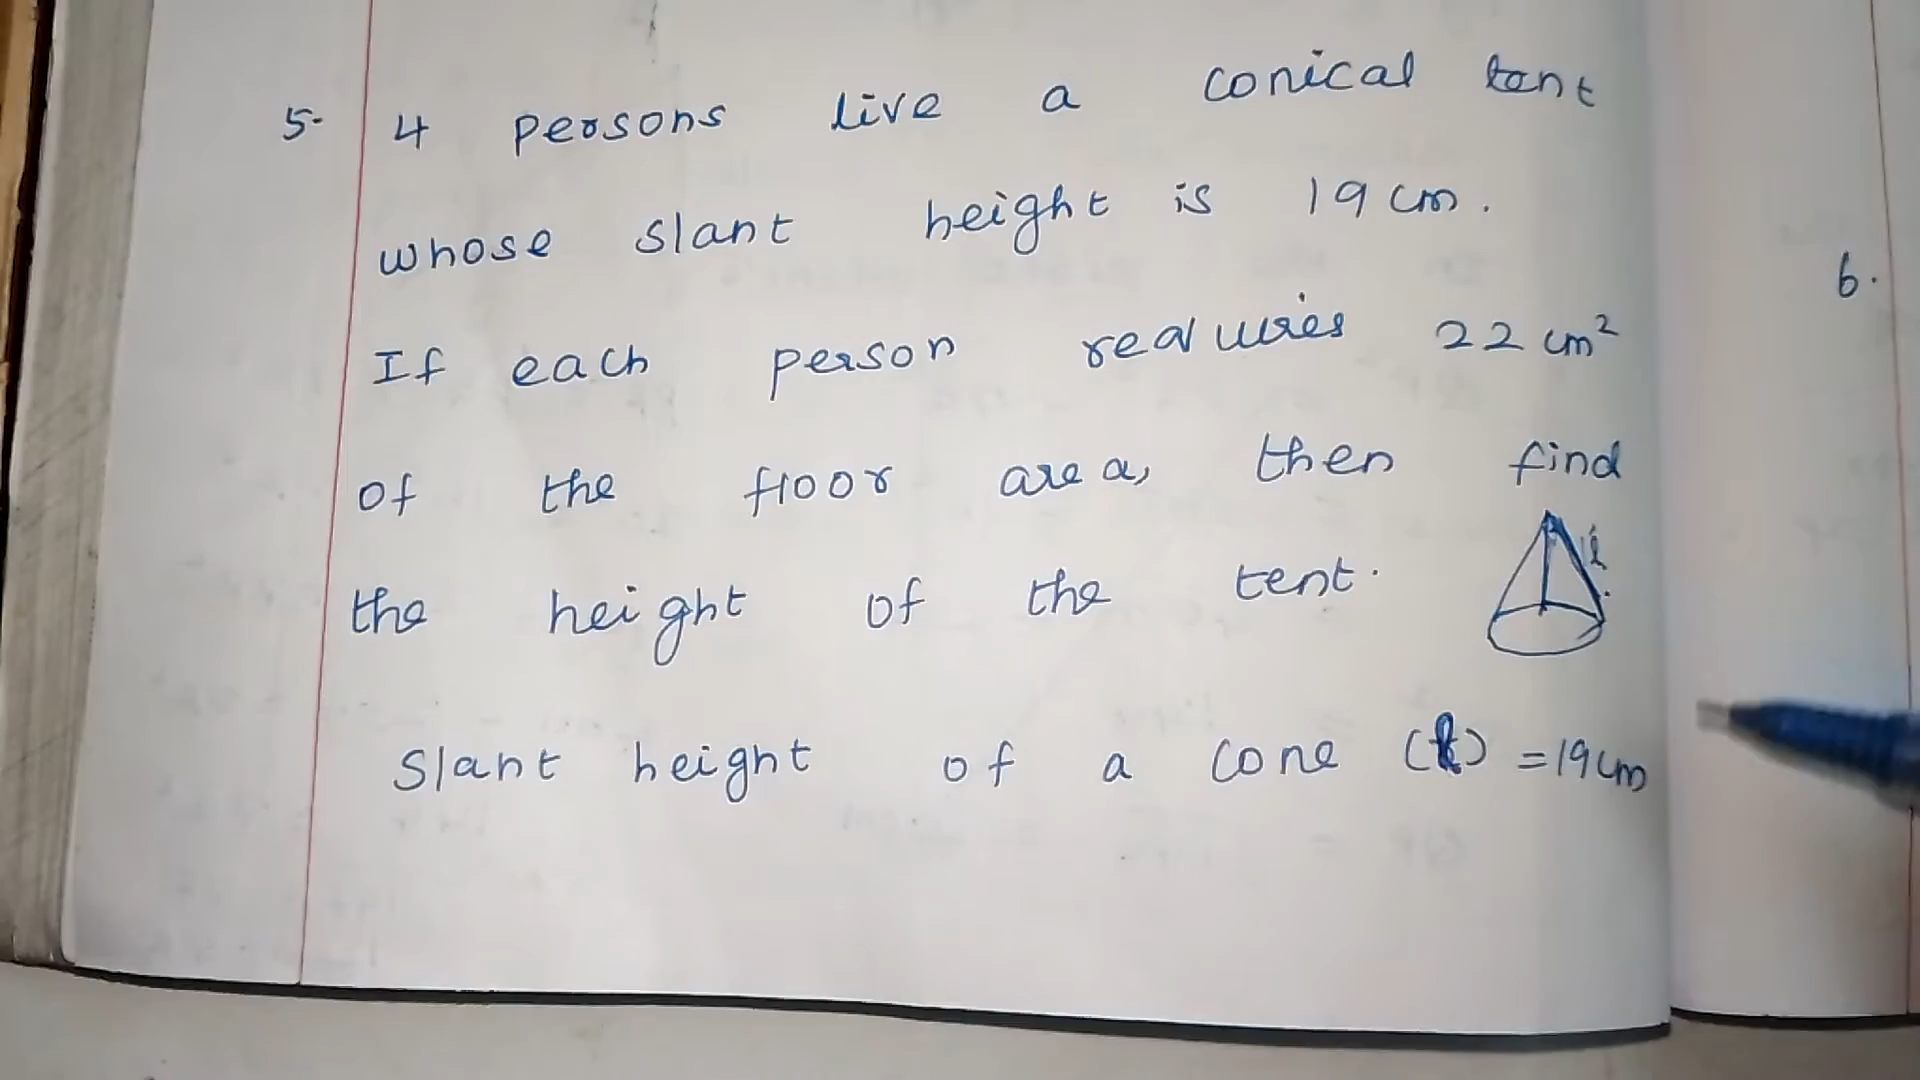 5. 4 persons live a conical tent
whose slant height is 19 cm.
If each person requires 22 cm²
of the floor area, then find
the height of the tent.
l
Slant height of a cone (l) = 19 cm
6.